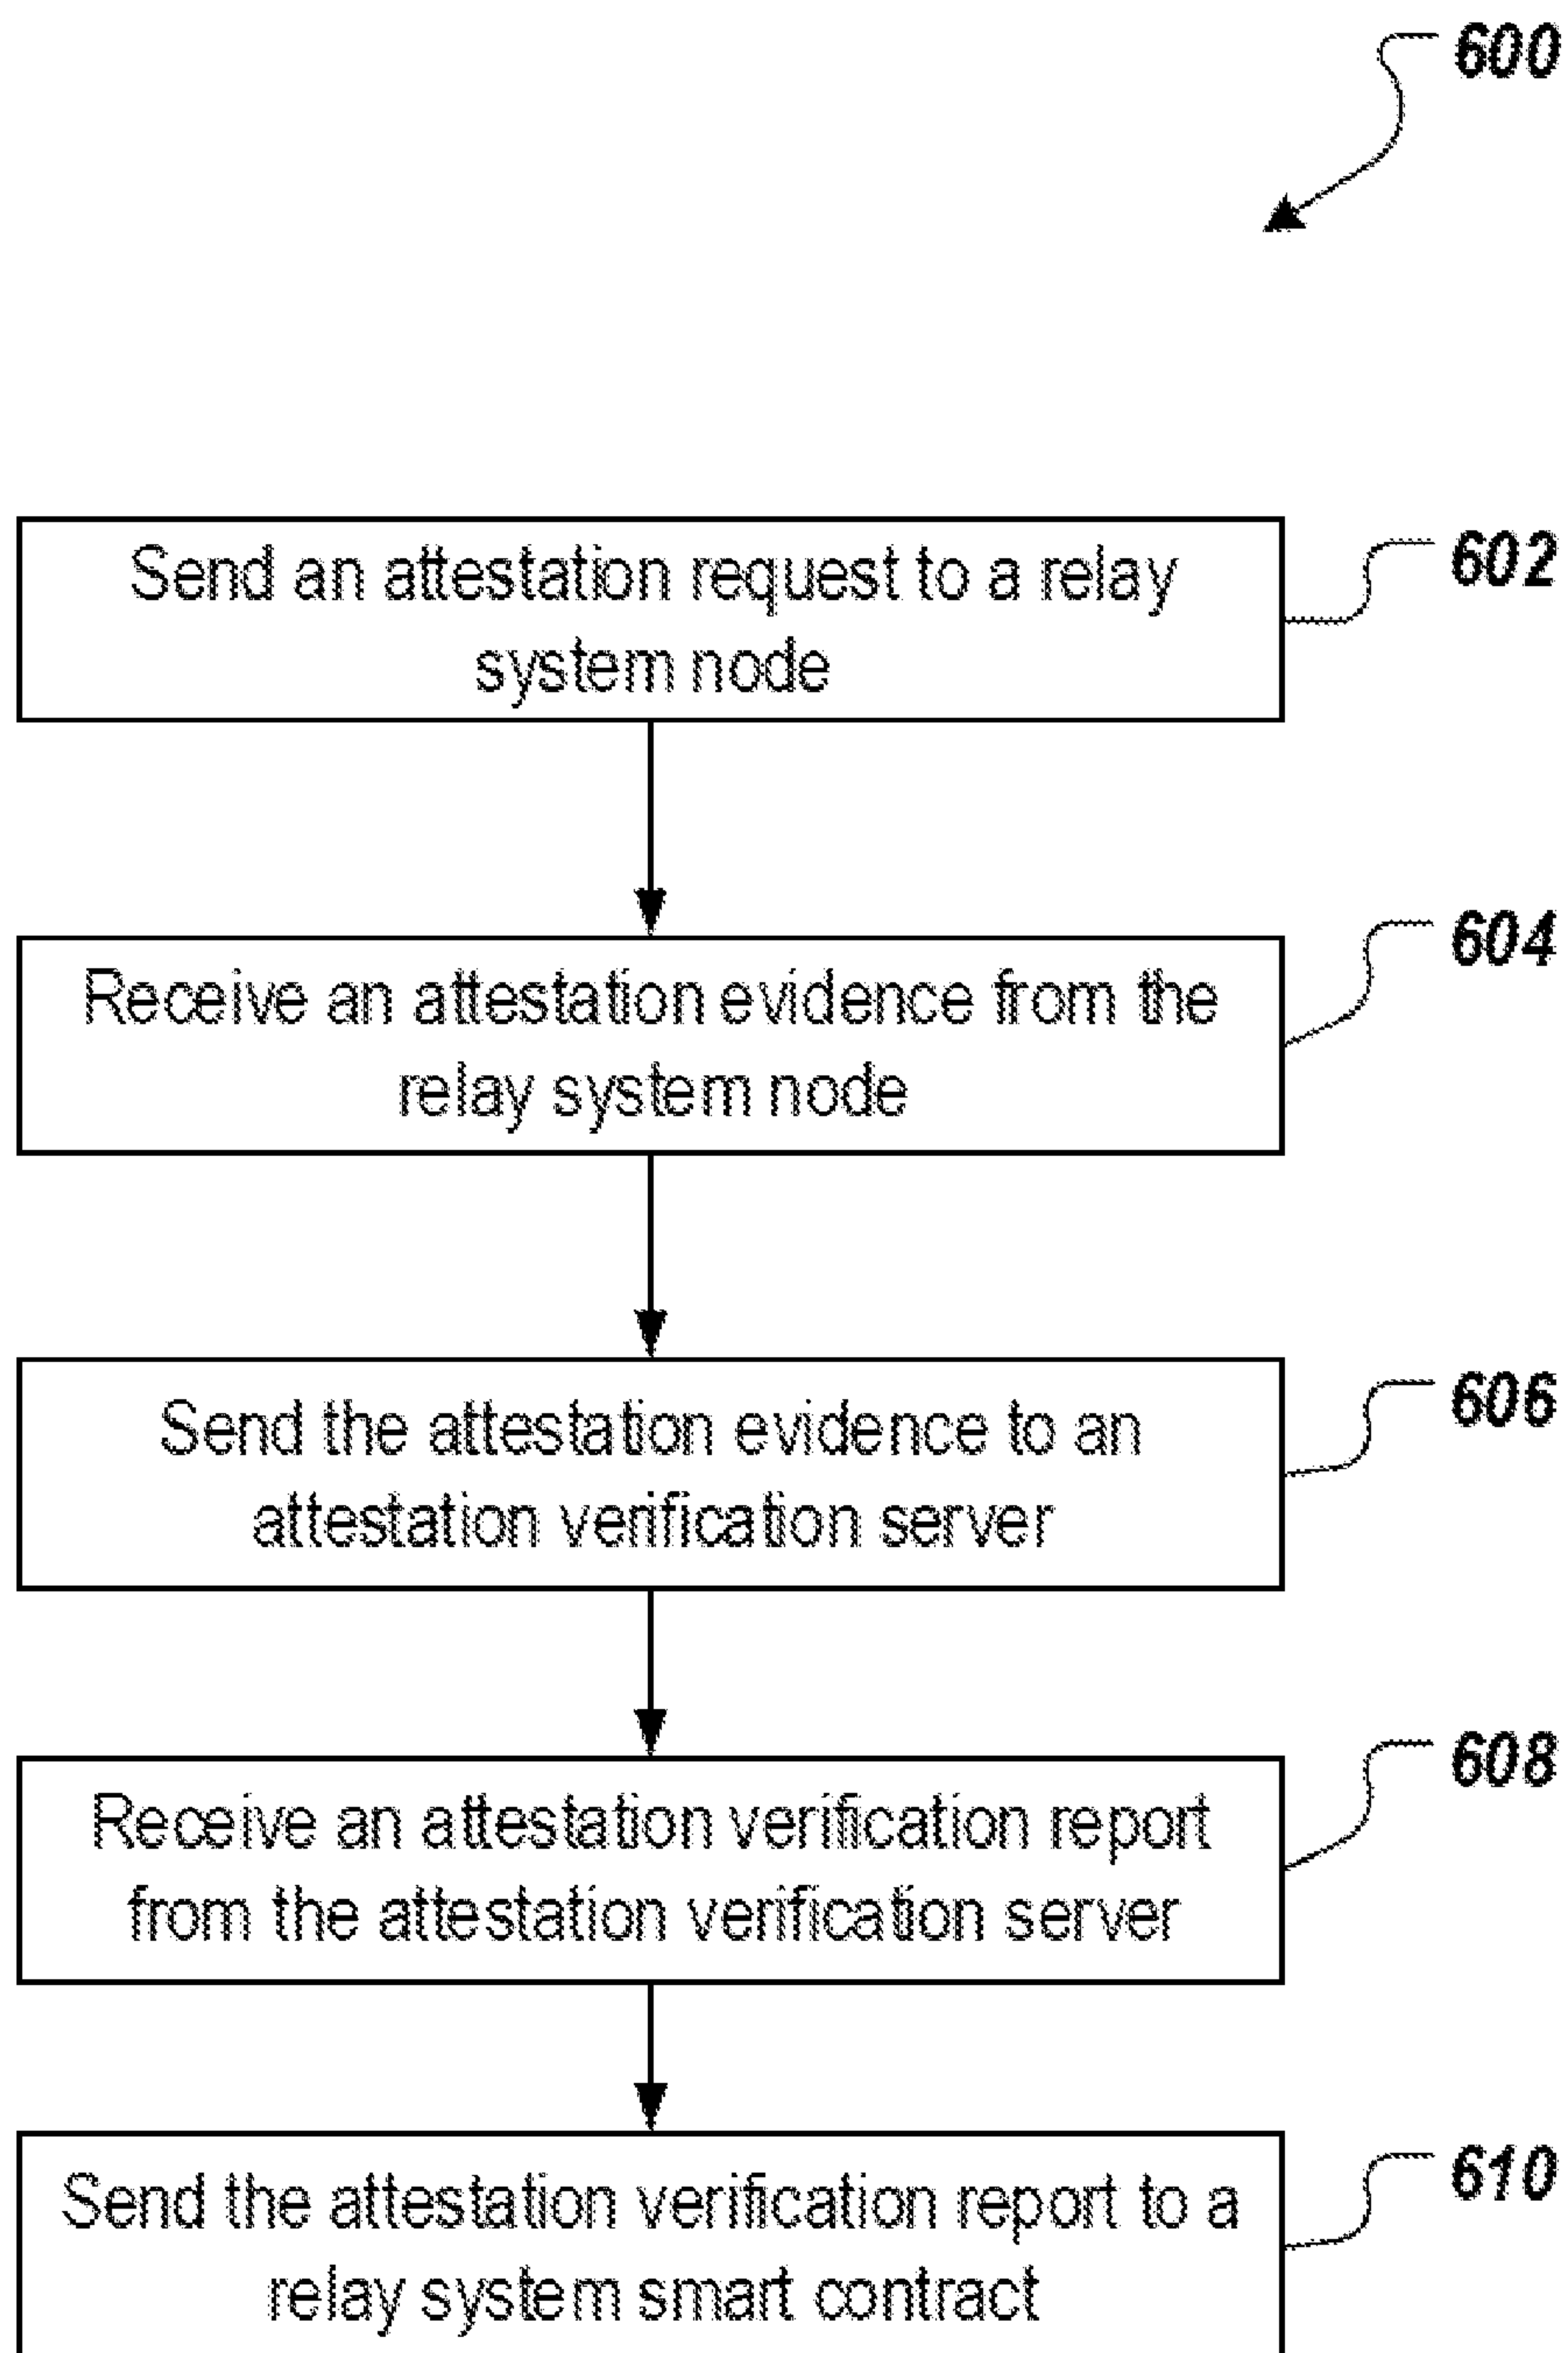 600
Send an attestation request to a relay
system node
602
Receive an attestation evidence from the
relay system node
604
Send the attestation evidence to an
attestation verification server
606
Receive an attestation verification report
from the attestation verification server
608
Send the attestation verification report to a
relay system smart contract
610